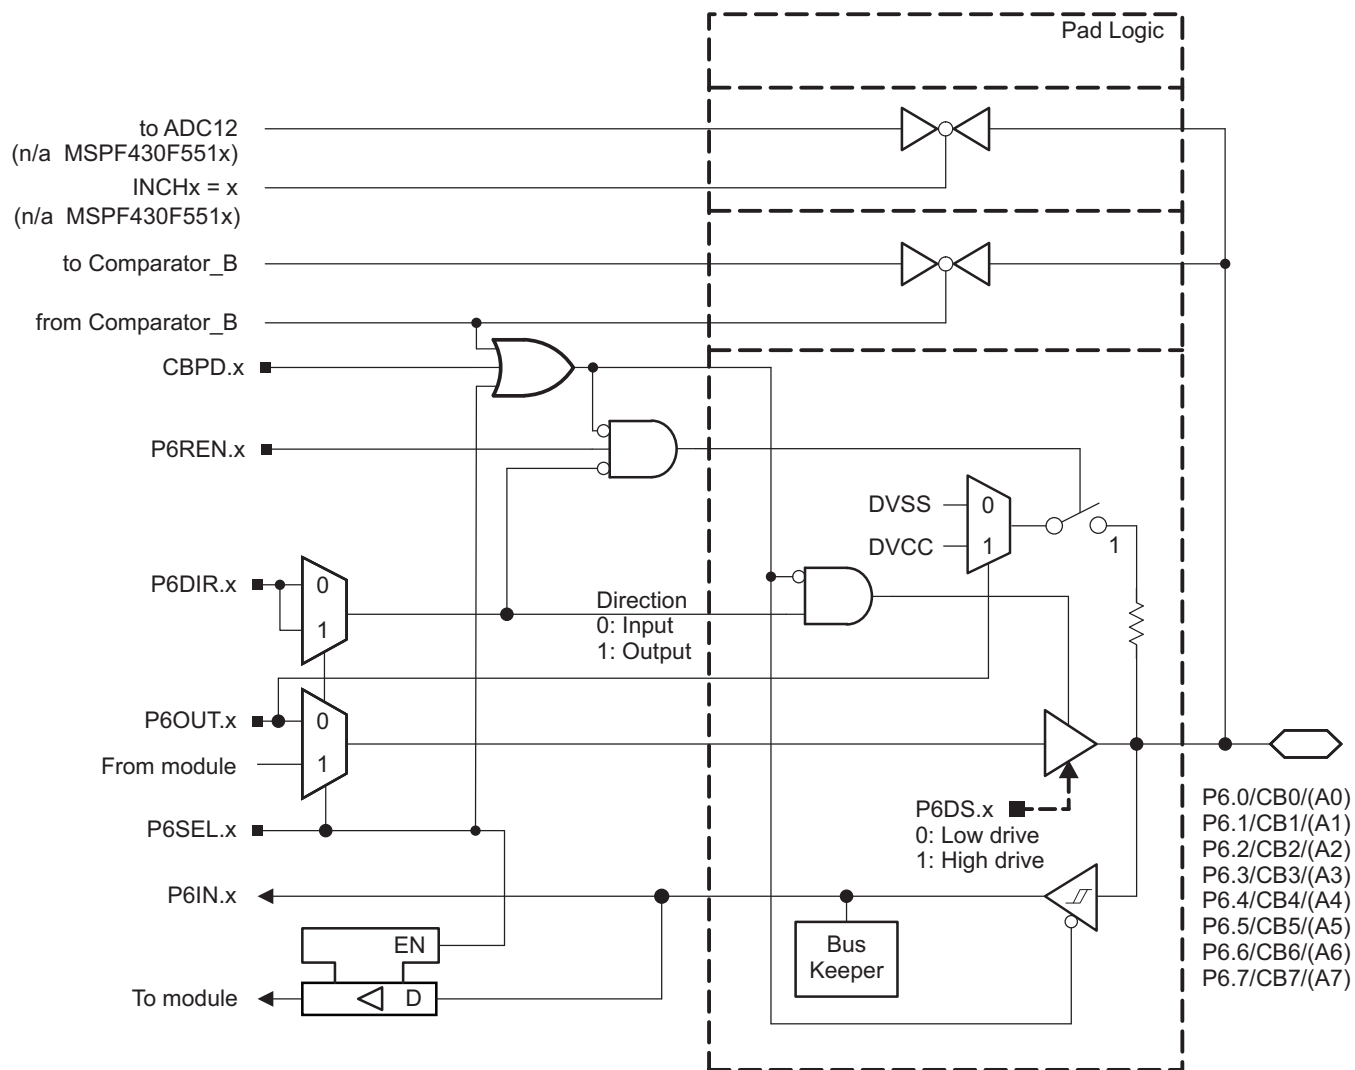 Pad Logic
to ADC12
(n/a MSPF430F551x)
INCHx = x
(n/a MSPF430F551x)
to Comparator_B
from Comparator_B
CBPD.x
P6REN.x
DVSS
0
DVCC
1
1
P6DIR.x
0
1
Direction
0: Input
1: Output
P6OUT.x
0
From module
1
P6DS.x
0: Low drive
1: High drive
P6SEL.x
P6IN.x
Bus
Keeper
EN
D
To module
P6.0/CB0/(A0)
P6.1/CB1/(A1)
P6.2/CB2/(A2)
P6.3/CB3/(A3)
P6.4/CB4/(A4)
P6.5/CB5/(A5)
P6.6/CB6/(A6)
P6.7/CB7/(A7)